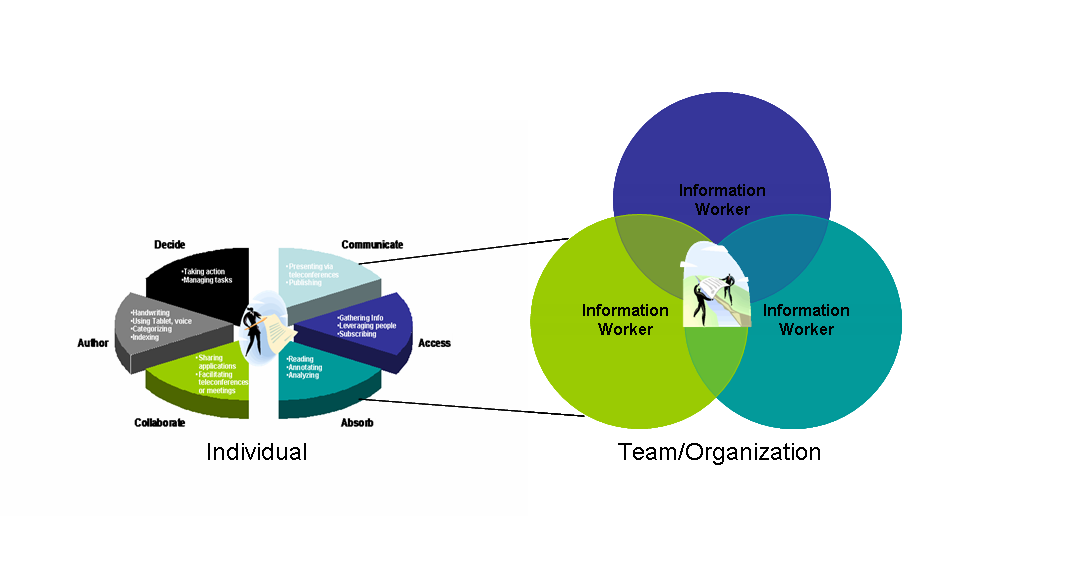 Decide
Communicate
•Taking action
•Managing tasks
•Presenting via
teleconferences
•Publishing
•Handwriting
•Using Tablet, voice
•Categorizing
•Indexing
•Gathering Info
•Leveraging people
•Subscribing
Author
Access
•Sharing
applications
•Facilitating
teleconferences
or meetings
•Reading
•Annotating
•Analyzing
Collaborate
Absorb
Individual
Information
Worker
Information
Worker
Information
Worker
Team/Organization